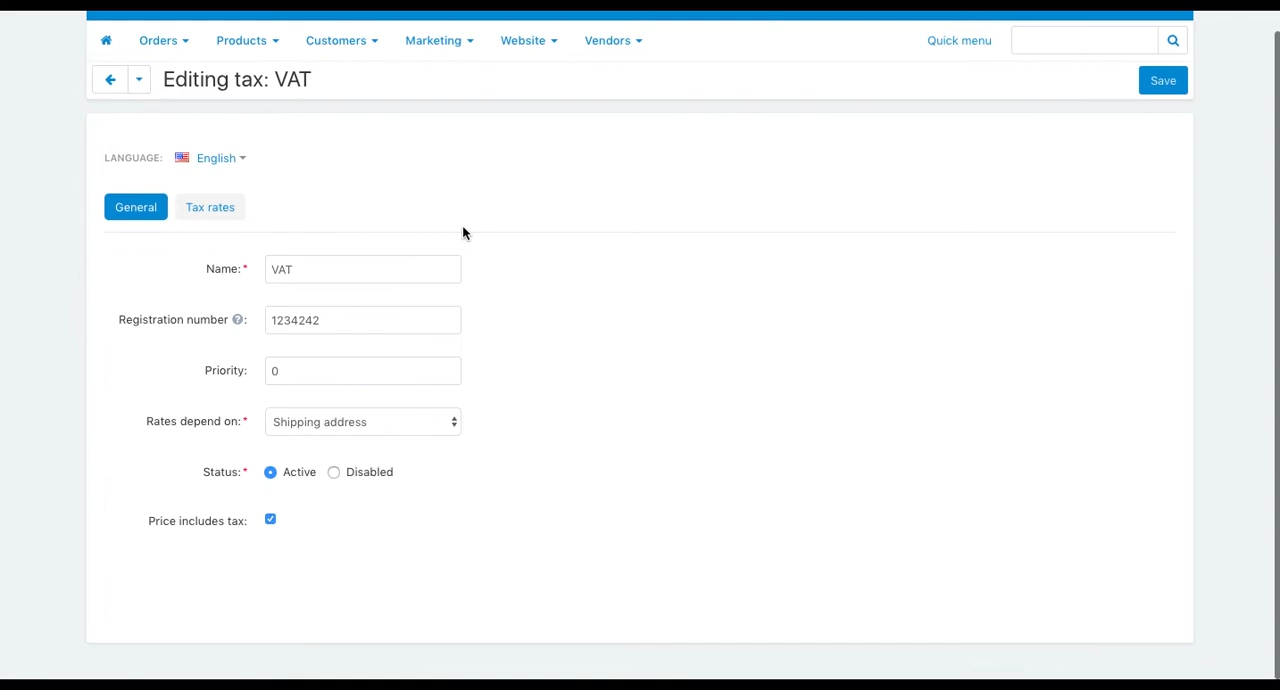 Orders Products Customers Marketing Website Vendors Quick menu
Editing tax: VAT Save
LANGUAGE: English
General Tax rates
Name:* VAT
Registration number ?: 1234242
Priority: 0
Rates depend on:* Shipping address
Status:* Active Disabled
Price includes tax: